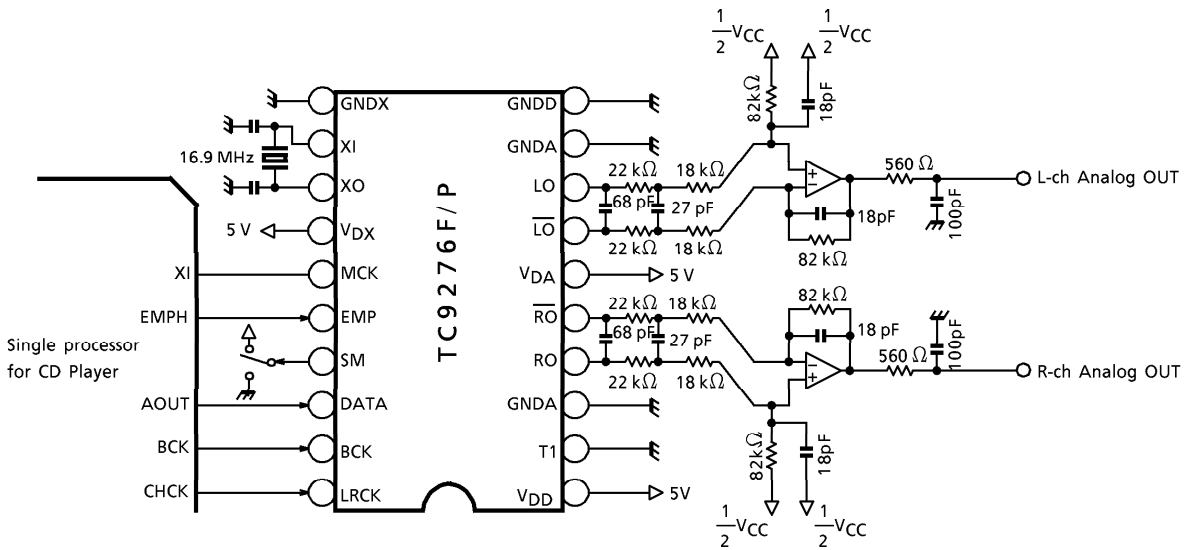 1/2 VCC
1/2 VCC
82kΩ
18pF
GNDX
GNDD
XI
GNDA
16.9 MHz
XO
LO
22 kΩ
18 kΩ
68 pF
27 pF
560 Ω
L-ch Analog OUT
100pF
18pF
82 kΩ
5 V
VDX
LO
22 kΩ
18 kΩ
TC9276F/P
XI
MCK
VDA
5 V
EMPH
EMP
RO
22 kΩ
18 kΩ
82 kΩ
18 pF
68 pF
27 pF
100pF
Single processor
for CD Player
SM
RO
22 kΩ
18 kΩ
560 Ω
R-ch Analog OUT
AOUT
DATA
GNDA
BCK
BCK
T1
82kΩ
18pF
CHCK
LRCK
VDD
5V
1/2 VCC
1/2 VCC